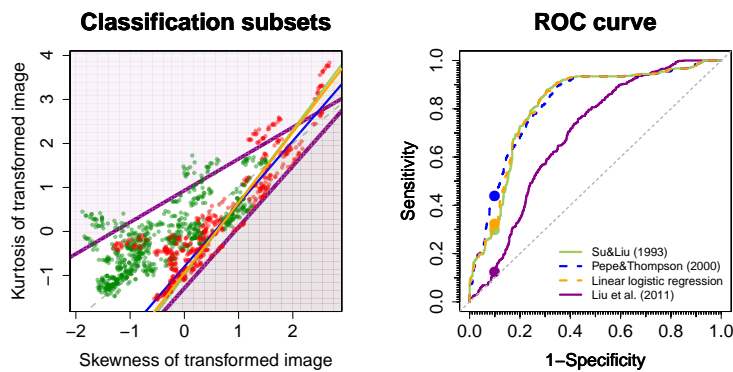 Classification subsets
ROC curve
4
3
2
1
0
−1
Kurtosis of transformed image
−2 −1 0 1 2
Skewness of transformed image
1.0
0.8
0.6
0.4
0.2
0.0
Sensitivity
Su&Liu (1993)
Pepe&Thompson (2000)
Linear logistic regression
Liu et al. (2011)
0.0 0.2 0.4 0.6 0.8 1.0
1−Specificity